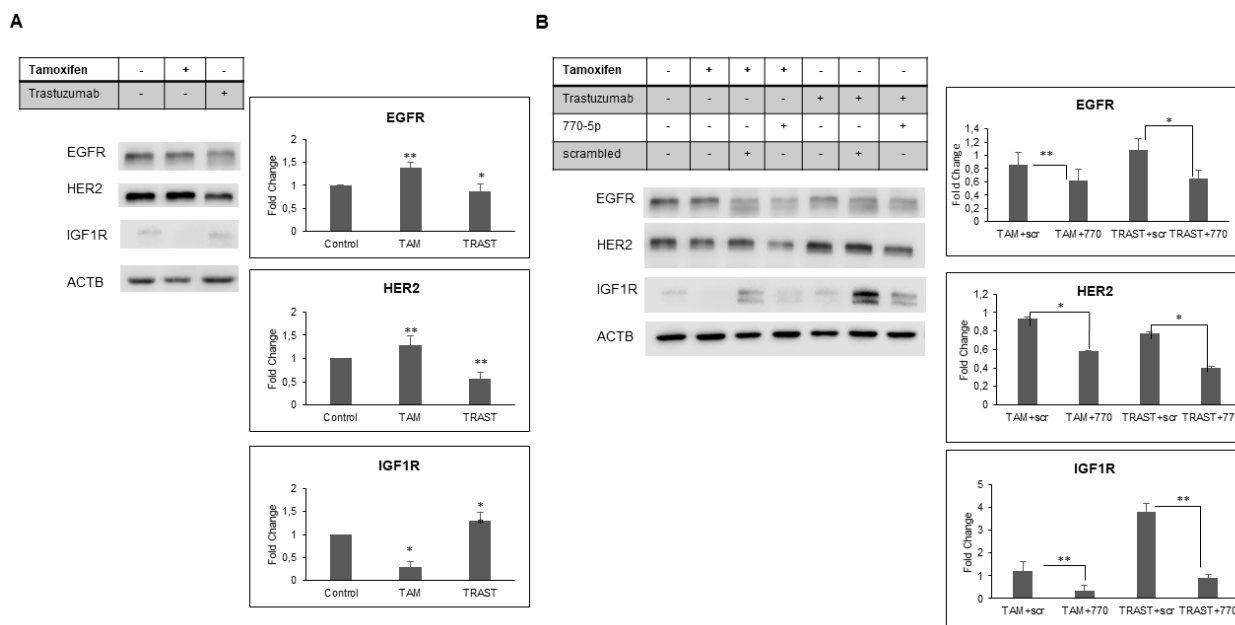 A
Tamoxifen - + -
Trastuzumab - - +
EGFR
HER2
IGF1R
ACTB
EGFR
Fold Change
2
1,5
1
0,5
0
**
*
Control TAM TRAST
HER2
Fold Change
2
1,5
1
0,5
0
**
**
Control TAM TRAST
IGF1R
Fold Change
2
1,5
1
0,5
0
*
*
*
Control TAM TRAST
B
Tamoxifen - + + + - - -
Trastuzumab - - - - + + +
770-5p - - - + - - +
scrambled - - + - - + -
EGFR
HER2
IGF1R
ACTB
EGFR
Fold Change
1,4
1,2
1
0,8
0,6
0,4
0,2
0
**
*
TAM+scr TAM+770 TRAST+scr TRAST+770
HER2
Fold Change
1,2
1
0,8
0,6
0,4
0,2
0
*
*
TAM+scr TAM+770 TRAST+scr TRAST+770
IGF1R
Fold Change
5
4
3
2
1
0
**
**
TAM+scr TAM+770 TRAST+scr TRAST+770